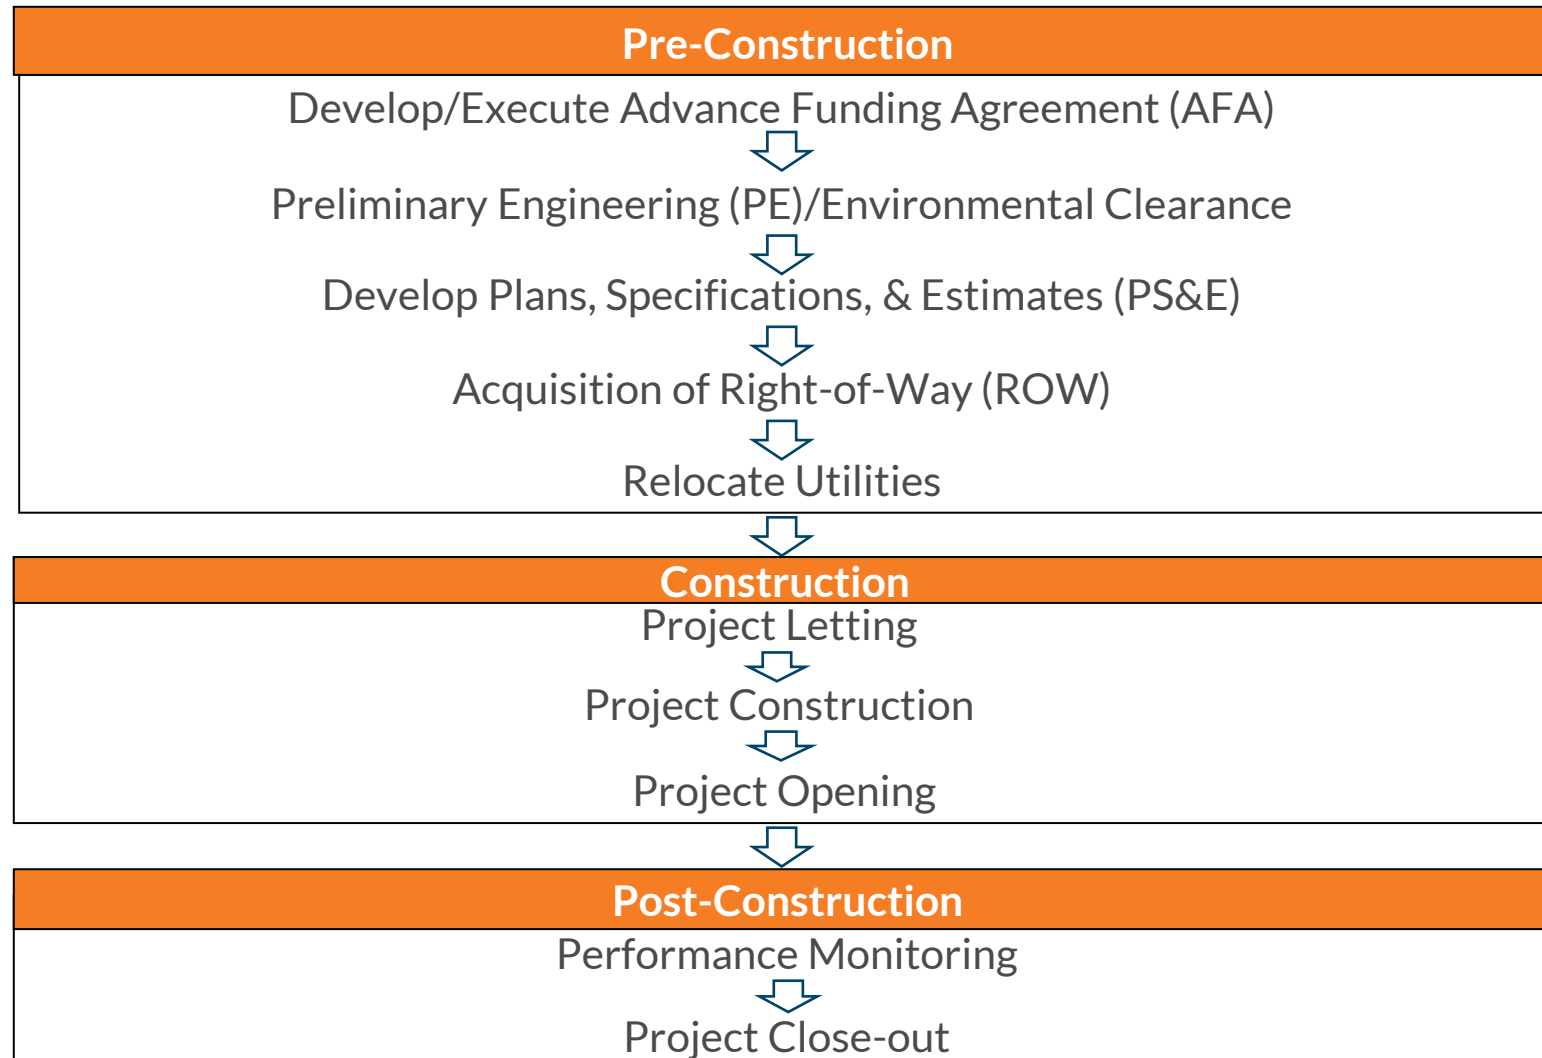 Pre-Construction
Develop/Execute Advance Funding Agreement (AFA)
Preliminary Engineering (PE)/Environmental Clearance
Develop Plans, Specifications, & Estimates (PS&E)
Acquisition of Right-of-Way (ROW)
Relocate Utilities
Construction
Project Letting
Project Construction
Project Opening
Post-Construction
Performance Monitoring
Project Close-out